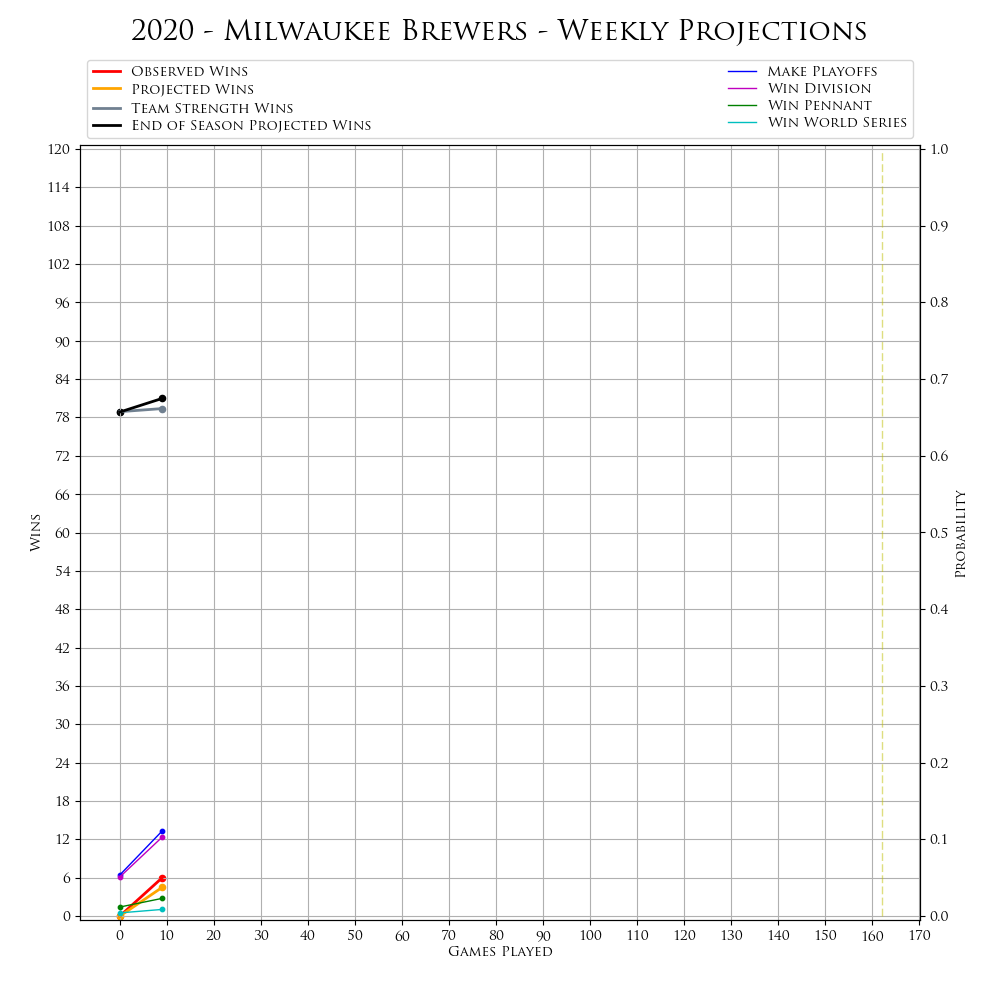 2020 - Milwaukee Brewers - Weekly Projections
Observed Wins
Projected Wins
Team Strength Wins
End of Season Projected Wins
Make Playoffs
Win Division
Win Pennant
Win World Series
120
114
108
102
96
90
84
78
72
66
60
54
48
42
36
30
24
18
12
6
0
Wins
1.0
0.9
0.8
0.7
0.6
0.5
0.4
0.3
0.2
0.1
0.0
Probability
0 10 20 30 40 50 60 70 80 90 100 110 120 130 140 150 160 170
Games Played